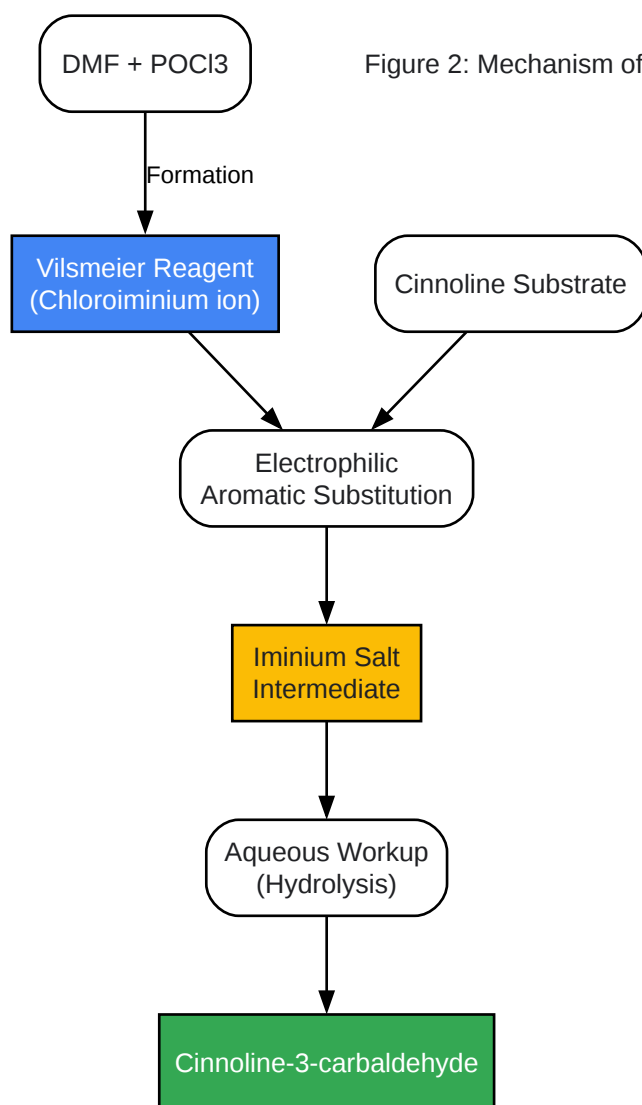 DMF + POCl3
Figure 2: Mechanism of
Formation
Vilsmeier Reagent
(Chloroiminium ion)
Cinnoline Substrate
Electrophilic
Aromatic Substitution
Iminium Salt
Intermediate
Aqueous Workup
(Hydrolysis)
Cinnoline-3-carbaldehyde